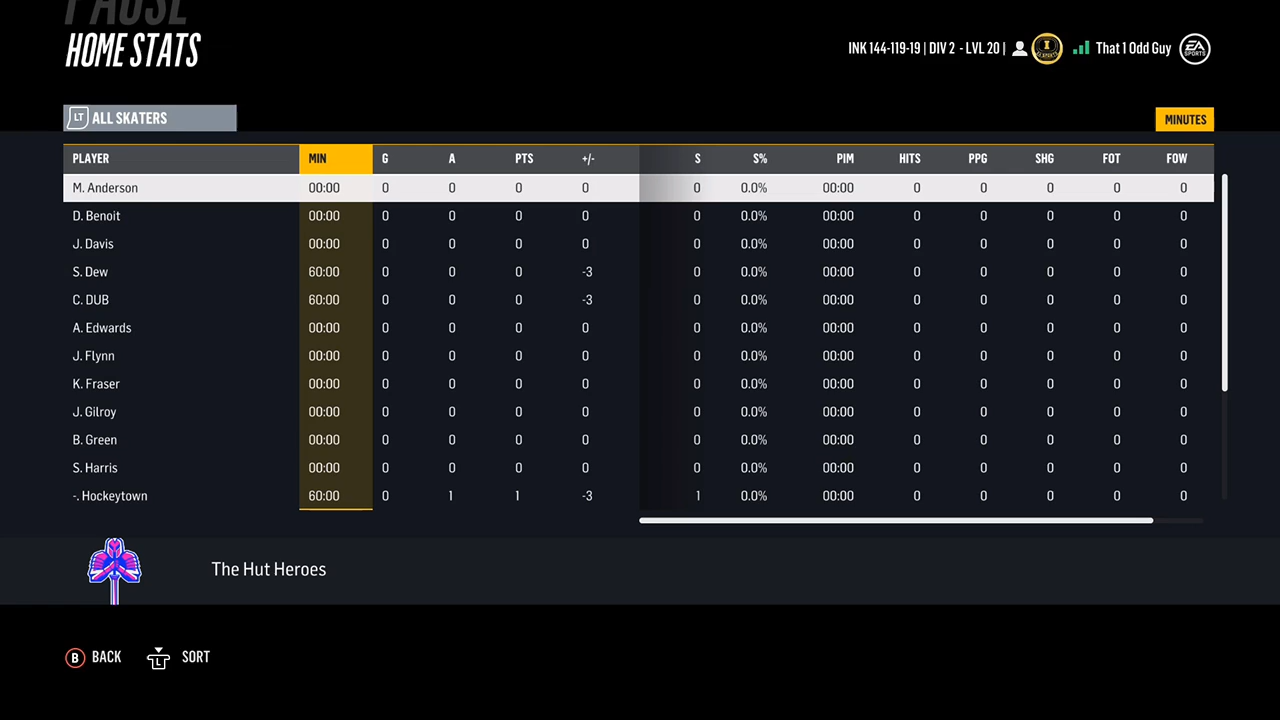 PAUSE
HOME STATS
INK 144-119-19 | DIV 2 - LVL 20 | That 1 Odd Guy EA SPORTS
LT ALL SKATERS
MINUTES
PLAYER MIN G A PTS +/- S S% PIM HITS PPG SHG FOT FOW
M. Anderson 00:00 0 0 0 0 0 0.0% 00:00 0 0 0 0 0
D. Benoit 00:00 0 0 0 0 0 0.0% 00:00 0 0 0 0 0
J. Davis 00:00 0 0 0 0 0 0.0% 00:00 0 0 0 0 0
S. Dew 60:00 0 0 0 -3 0 0.0% 00:00 0 0 0 0 0
C. DUB 60:00 0 0 0 -3 0 0.0% 00:00 0 0 0 0 0
A. Edwards 00:00 0 0 0 0 0 0.0% 00:00 0 0 0 0 0
J. Flynn 00:00 0 0 0 0 0 0.0% 00:00 0 0 0 0 0
K. Fraser 00:00 0 0 0 0 0 0.0% 00:00 0 0 0 0 0
J. Gilroy 00:00 0 0 0 0 0 0.0% 00:00 0 0 0 0 0
B. Green 00:00 0 0 0 0 0 0.0% 00:00 0 0 0 0 0
S. Harris 00:00 0 0 0 0 0 0.0% 00:00 0 0 0 0 0
-. Hockeytown 60:00 0 1 1 -3 1 0.0% 00:00 0 0 0 0 0
The Hut Heroes
B BACK L SORT